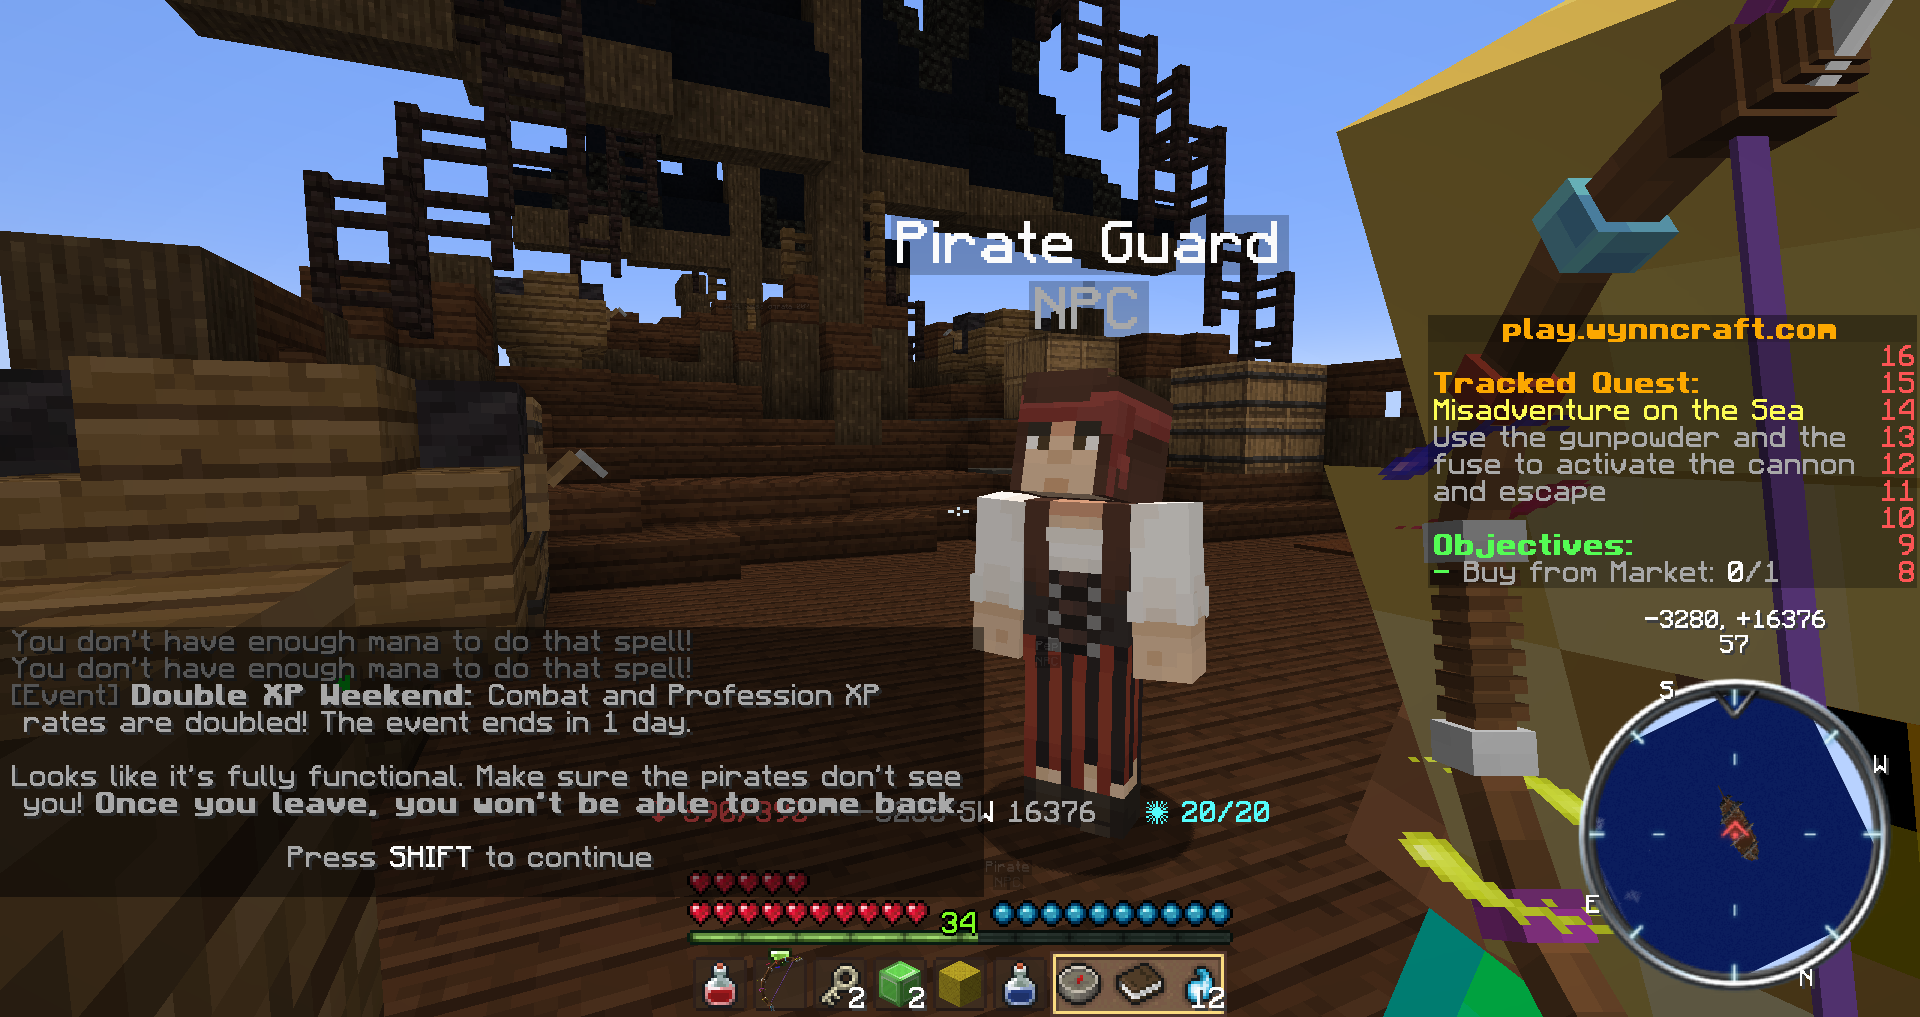 Pirate Guard
NPC
play.wynncraft.com
16
Tracked Quest: 15
Misadventure on the Sea 14
Use the gunpowder and the 13
fuse to activate the cannon 12
and escape 11
10
Objectives: 9
- Buy from Market: 0/1 8
-3280, +16376
57
S
W
E
N
You don't have enough mana to do that spell!
You don't have enough mana to do that spell!
[Event] Double XP Weekend: Combat and Profession XP
rates are doubled! The event ends in 1 day.
Looks like it's fully functional. Make sure the pirates don't see
you! Once you leave, you won't be able to come back.
Press SHIFT to continue
SW 16376
20/20
Pirate
NPC
34
2
2
12